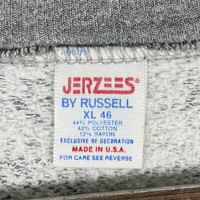 JERZEES®
BY RUSSELL
XL 46
44% POLYESTER
43% COTTON
13% RAYON
EXCLUSIVE OF DECORATION
MADE IN U.S.A.
FOR CARE SEE REVERSE